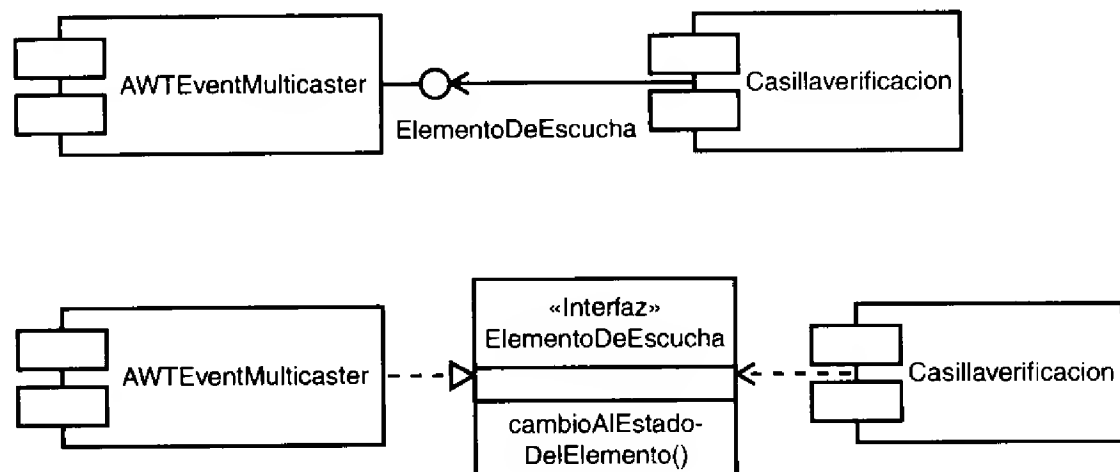 AWTEventMulticaster
Casillaverificacion
ElementoDeEscucha
«Interfaz»
ElementoDeEscucha
AWTEventMulticaster
Casillaverificacion
cambioAlEstado-
DelElemento()